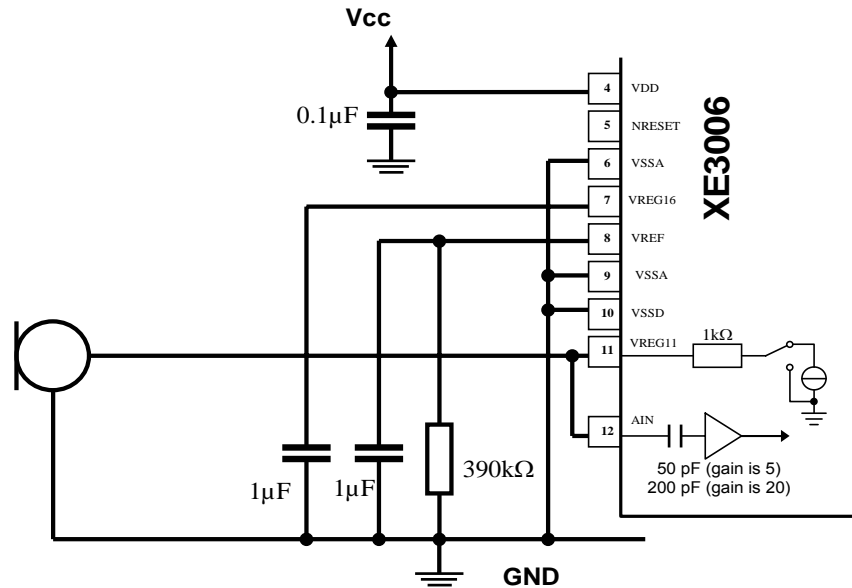 Vcc
0.1µF
4 VDD
5 NRESET
6 VSSA
7 VREG16
8 VREF
9 VSSA
10 VSSD
11 VREG11
12 AIN
XE3006
1kΩ
50 pF (gain is 5)
200 pF (gain is 20)
1µF
1µF
390kΩ
GND